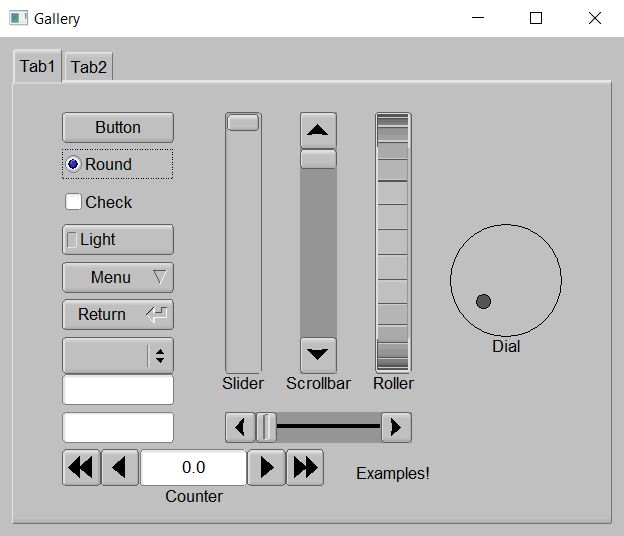 Gallery
Tab1 Tab2
Button
Round
Check
Light
Menu
Return
Slider Scrollbar Roller
Dial
0.0
Counter
Examples!